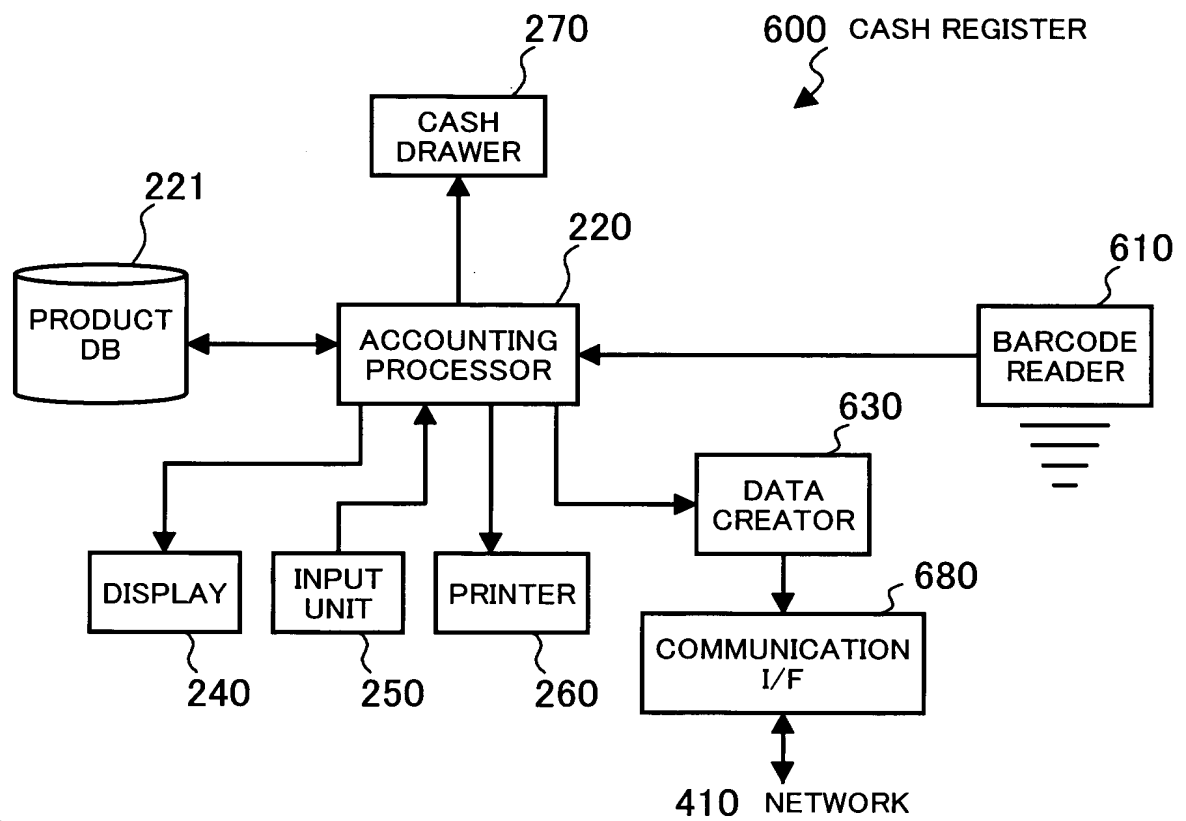 270
600 CASH REGISTER
CASH
DRAWER
221
220
610
PRODUCT
DB
ACCOUNTING
PROCESSOR
BARCODE
READER
630
DATA
CREATOR
DISPLAY
INPUT
UNIT
PRINTER
680
240
250
260
COMMUNICATION
I/F
410 NETWORK